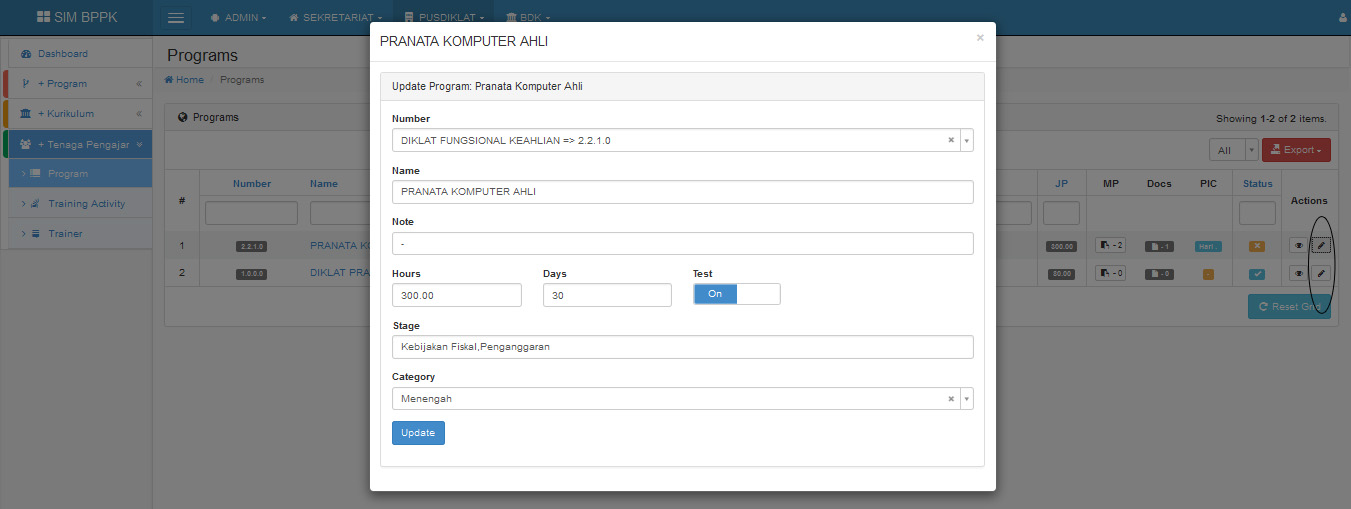 SIM BPPK
ADMIN
SEKRETARIAT
PUSDIKLAT
BDK
Dashboard
+ Program
+ Kurikulum
+ Tenaga Pengajar
Program
Training Activity
Trainer
Programs
Home / Programs
Programs
Showing 1-2 of 2 items.
All
Export
# Number Name JP MP Docs PIC Status Actions
1 2.2.1.0 PRANATA K 300.00 - 2 - 1 Hari...
2 1.0.0.0 DIKLAT PRA 80.00 - 0 - 0 -
Reset Grid
PRANATA KOMPUTER AHLI
×
Update Program: Pranata Komputer Ahli
Number
DIKLAT FUNGSIONAL KEAHLIAN => 2.2.1.0
Name
PRANATA KOMPUTER AHLI
Note
-
Hours Days Test
300.00 30 On
Stage
Kebijakan Fiskal,Penganggaran
Category
Menengah
Update